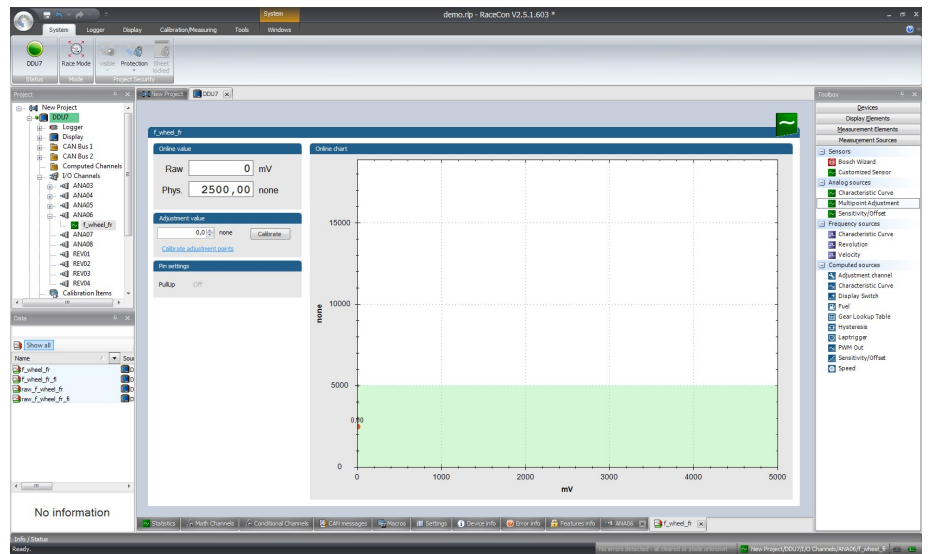 System
demo.rlp - RaceCon V2.5.1.603 *
System Logger Display Calibration/Measuring Tools Windows
DDU7 Race Mode visible Protection Sheet locked
Status Mode Project Security
Project
New Project
DDU7
Logger
Display
CAN Bus 1
CAN Bus 2
Computed Channels
I/O Channels
ANA03
ANA04
ANA05
ANA06
f_wheel_fr
ANA07
ANA08
REV01
REV02
REV03
REV04
Calibration Items
Data
Show all
Name Sou
f_wheel_fr D
f_wheel_fr_fi D
raw_f_wheel_fr D
raw_f_wheel_fr_fi D
No information
New Project DDU7
f_wheel_fr
Online value
Raw 0 mV
Phys. 2500,00 none
Adjustment value
0,0 none Calibrate
Calibrate adjustment points
Pin settings
PullUp Off
Online chart
15000
10000
5000
0
none
0,00
0 1000 2000 3000 4000 5000
mV
Statistics Math Channels Conditional Channels CAN messages Macros Settings Device info Error info Features info ANA06 f_wheel_fr
Toolbox
Devices
Display Elements
Measurement Elements
Measurement Sources
Sensors
Bosch Wizard
Customized Sensor
Analog sources
Characteristic Curve
Multipoint Adjustment
Sensitivity/Offset
Frequency sources
Characteristic Curve
Revolution
Velocity
Computed sources
Adjustment channel
Characteristic Curve
Display Switch
Fuel
Gear Lookup Table
Hysteresis
Laptrigger
PWM Out
Sensitivity/Offset
Speed
Info / Status
Ready.
No errors detected - all cleared or state unknown!
New Project/DDU7/I/O Channels/ANA06/f_wheel_fr